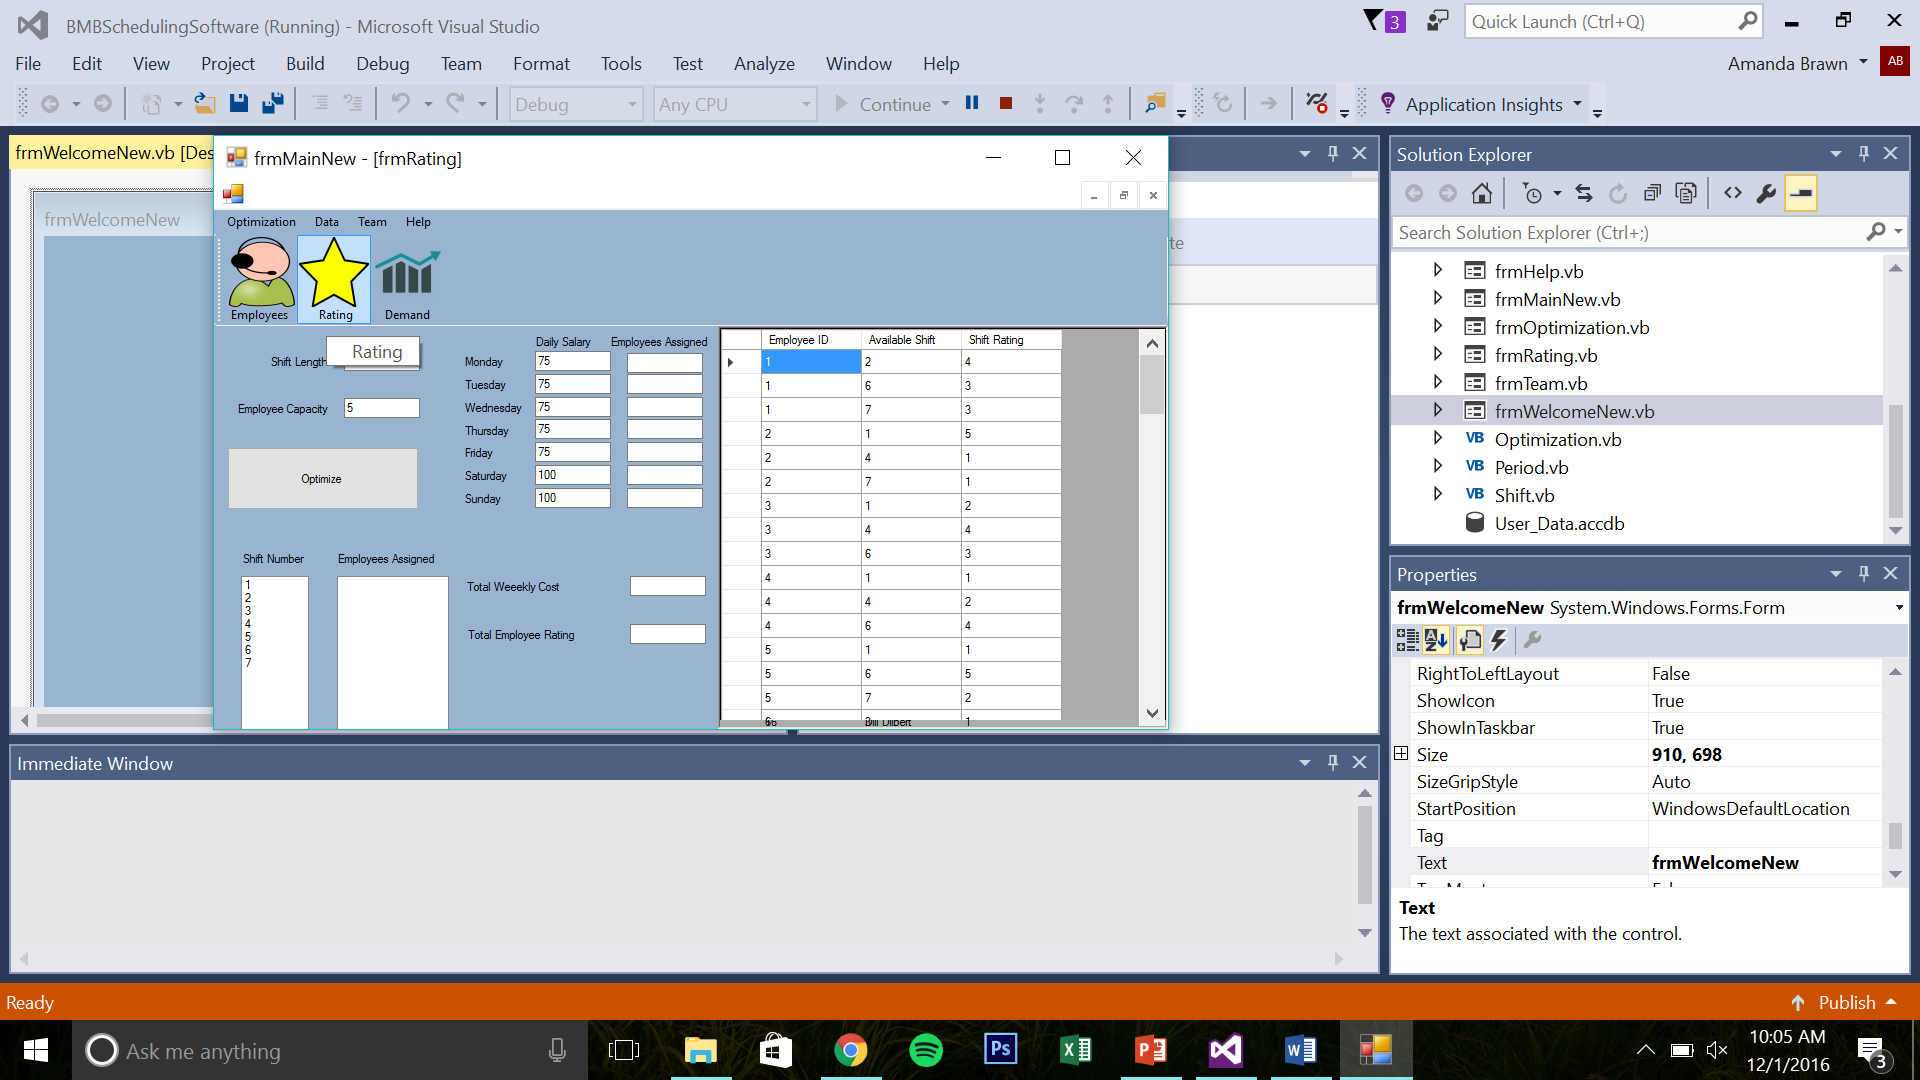 BMBSchedulingSoftware (Running) - Microsoft Visual Studio
3
Quick Launch (Ctrl+Q)
File Edit View Project Build Debug Team Format Tools Test Analyze Window Help
Amanda Brawn AB
Debug Any CPU Continue Application Insights
frmWelcomeNew.vb [Des
frmWelcomeNew
frmMainNew - [frmRating]
Optimization Data Team Help
Employees Rating Demand
Rating
Shift Length
Employee Capacity 5
Optimize
Daily Salary Employees Assigned
Monday 75
Tuesday 75
Wednesday 75
Thursday 75
Friday 75
Saturday 100
Sunday 100
Shift Number Employees Assigned
1
2
3
4
5
6
7
Total Weeekly Cost
Total Employee Rating
Employee ID Available Shift Shift Rating
1 2 4
1 6 3
1 7 3
2 1 5
2 4 1
2 7 1
3 1 2
3 4 4
3 6 3
4 1 1
4 4 2
4 6 4
5 1 1
5 6 5
5 7 2
1
te
Solution Explorer
Search Solution Explorer (Ctrl+;)
frmHelp.vb
frmMainNew.vb
frmOptimization.vb
frmRating.vb
frmTeam.vb
frmWelcomeNew.vb
VB Optimization.vb
VB Period.vb
VB Shift.vb
User_Data.accdb
Properties
frmWelcomeNew System.Windows.Forms.Form
RightToLeftLayout False
ShowIcon True
ShowInTaskbar True
Size 910, 698
SizeGripStyle Auto
StartPosition WindowsDefaultLocation
Tag
Text frmWelcomeNew
Text
The text associated with the control.
Immediate Window
Ready
Publish
Ask me anything
Ps
10:05 AM
12/1/2016
3